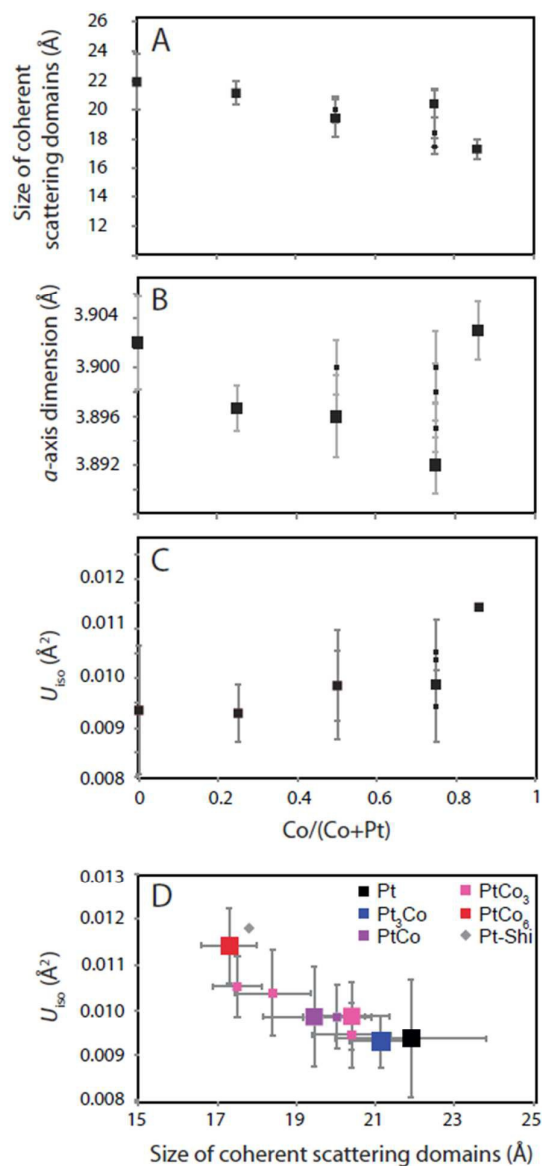 A
Size of coherent
scattering domains (Å)
26
24
22
20
18
16
14
12
B
a-axis dimension (Å)
3.904
3.900
3.896
3.892
C
Uiso (Å²)
0.012
0.011
0.010
0.009
0.008
0 0.2 0.4 0.6 0.8 1
Co/(Co+Pt)
D
Uiso (Å²)
0.013
0.012
0.011
0.010
0.009
0.008
Pt PtCo₃
Pt₃Co PtCo₆
PtCo Pt-Shi
15 17 19 21 23 25
Size of coherent scattering domains (Å)